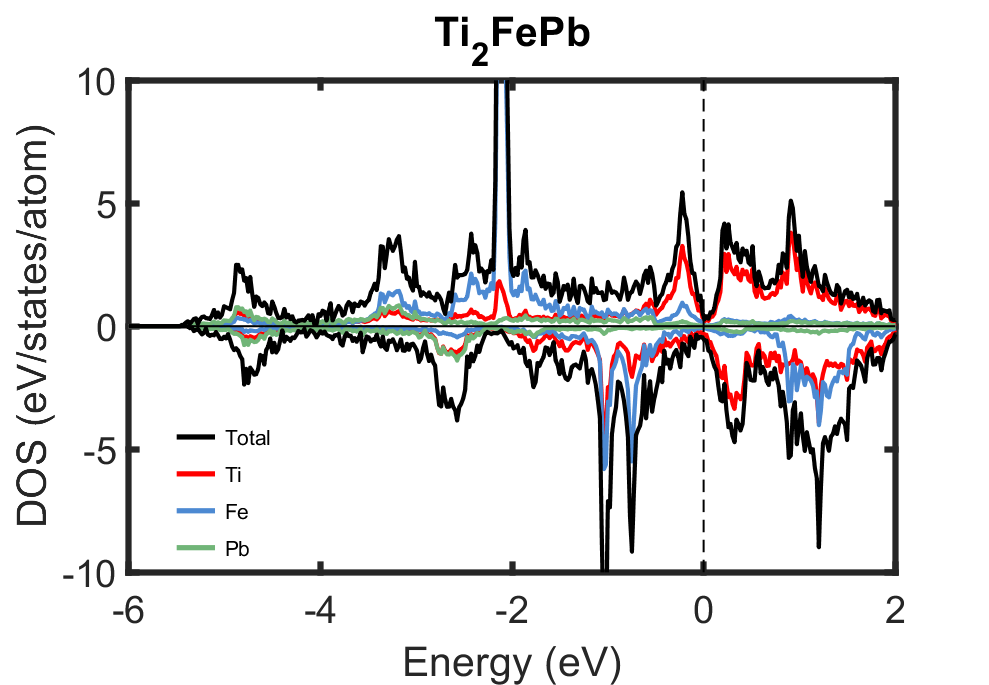 Ti2FePb
10
5
0
-5
-10
DOS (eV/states/atom)
Total
Ti
Fe
Pb
-6 -4 -2 0 2
Energy (eV)